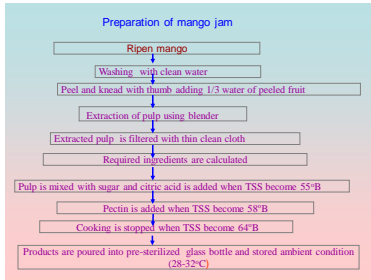 Preparation of mango jam
Ripen mango
Washing with clean water
Peel and knead with thumb adding 1/3 water of peeled fruit
Extraction of pulp using blender
Extracted pulp is filtered with thin clean cloth
Required ingredients are calculated
Pulp is mixed with sugar and citric acid is added when TSS become 55°B
Pectin is added when TSS become 58°B
Cooking is stopped when TSS become 64°B
Products are poured into pre-sterilized glass bottle and stored ambient condition
(28-32°C)